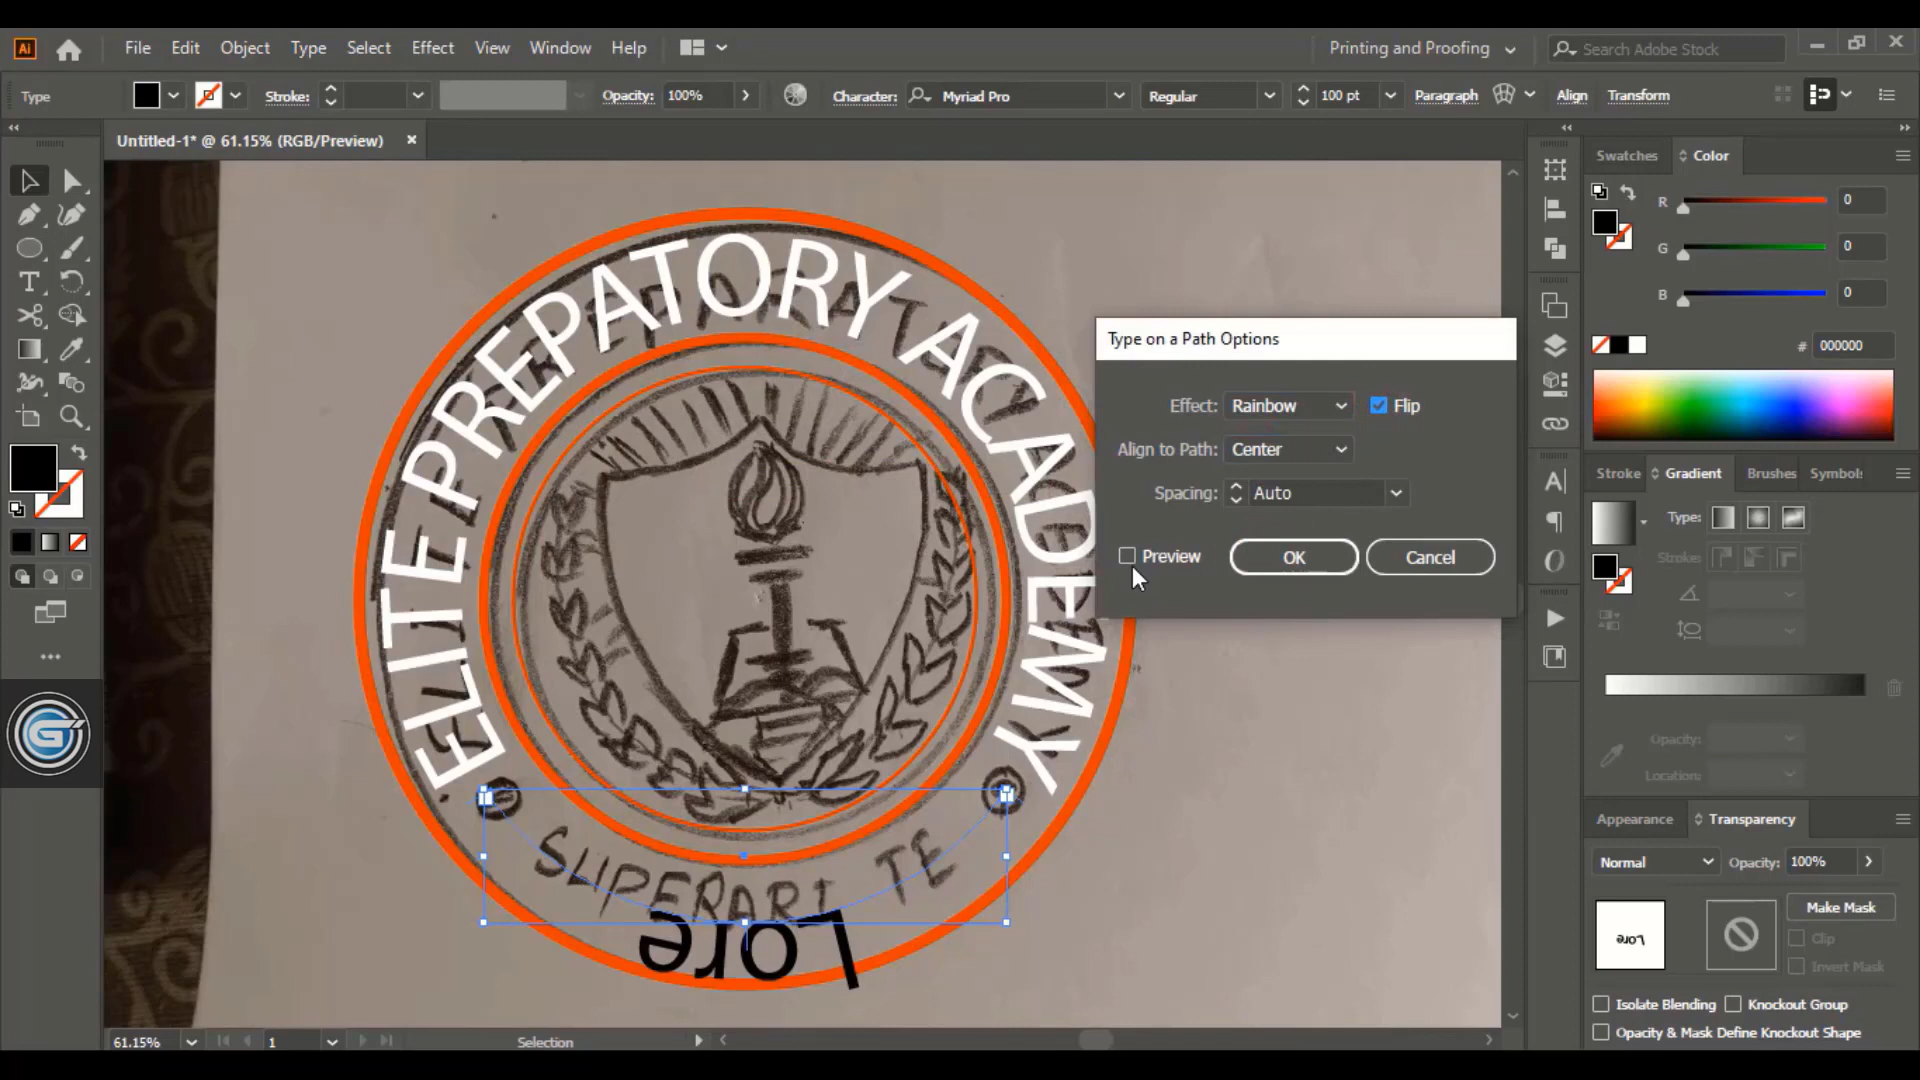 Ai
File Edit Object Type Select Effect View Window Help
Printing and Proofing
Search Adobe Stock
Type
Stroke:
Opacity: 100%
Character: Myriad Pro
Regular
100 pt
Paragraph
Align
Transform
Untitled-1* @ 61.15% (RGB/Preview)
ELITE PREPATORY ACADEMY
SUPERARI TE
Lore
Type on a Path Options
Effect: Rainbow
Flip
Align to Path: Center
Spacing: Auto
Preview
OK
Cancel
Swatches
Color
R 0
G 0
B 0
# 000000
Stroke
Gradient
Brushes
Symbol:
Type:
Stroke:
Opacity:
Location:
Appearance
Transparency
Normal
Opacity: 100%
Lore
Make Mask
Clip
Invert Mask
Isolate Blending
Knockout Group
Opacity & Mask Define Knockout Shape
61.15%
1
Selection